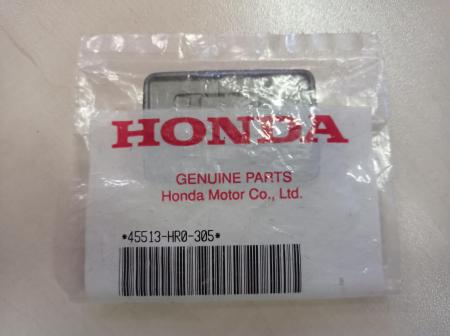 HONDA
GENUINE PARTS
Honda Motor Co., Ltd.
*45513-HR0-305*